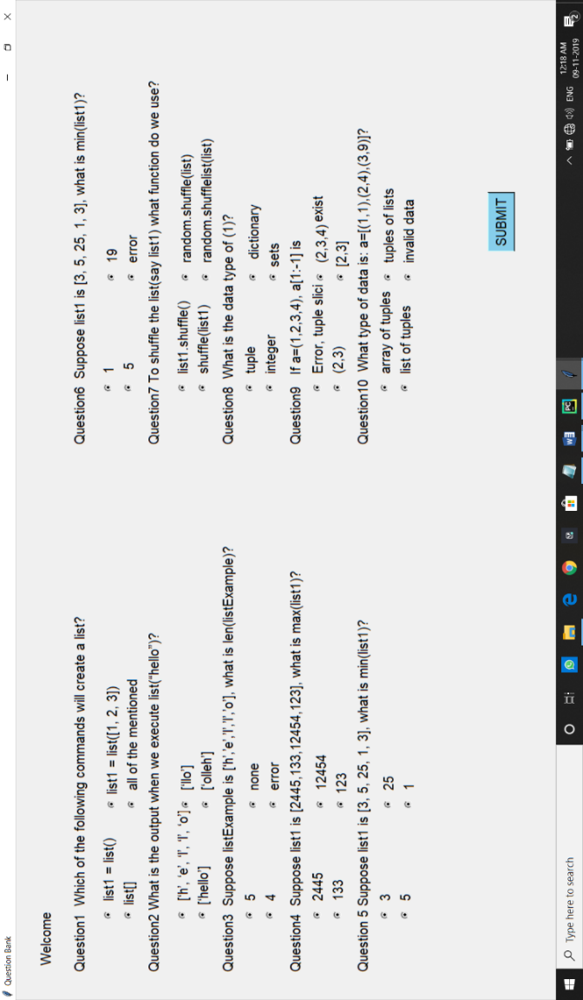 Question Bank
Welcome
Question1 Which of the following commands will create a list?
list1 = list() list1 = list([1, 2, 3])
list[] all of the mentioned
Question2 What is the output when we execute list("hello")?
['h', 'e', 'l', 'l', 'o'] ['llo']
['hello'] ['olleh']
Question3 Suppose listExample is ['h','e','l','l','o'], what is len(listExample)?
5 none
4 error
Question4 Suppose list1 is [2445,133,12454,123], what is max(list1)?
2445 12454
133 123
Question 5 Suppose list1 is [3, 5, 25, 1, 3], what is min(list1)?
3 25
5 1
Question6 Suppose list1 is [3, 5, 25, 1, 3], what is min(list1)?
1 19
5 error
Question7 To shuffle the list(say list1) what function do we use?
list1.shuffle() random.shuffle(list)
shuffle(list1) random.shufflelist(list)
Question8 What is the data type of (1)?
tuple dictionary
integer sets
Question9 If a=(1,2,3,4), a[1:-1] is
Error, tuple slici (2,3,4) exist
(2,3) [2,3]
Question10 What type of data is: a=[(1,1),(2,4),(3,9)]?
array of tuples tuples of lists
list of tuples invalid data
SUBMIT
Type here to search
ENG
12:18 AM
09-11-2019
2